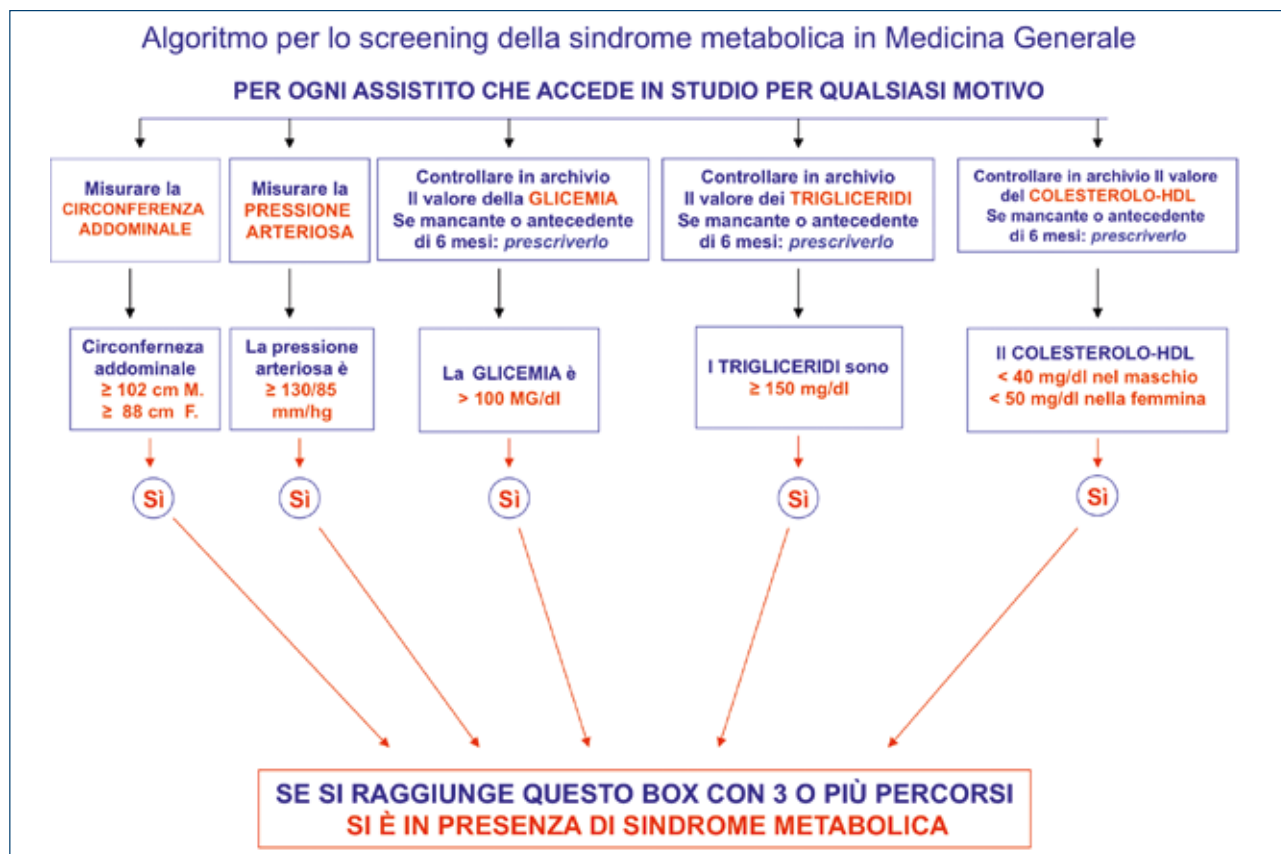 Algoritmo per lo screening della sindrome metabolica in Medicina Generale
PER OGNI ASSISTITO CHE ACCEDE IN STUDIO PER QUALSIASI MOTIVO
Misurare la
CIRCONFERENZA
ADDOMINALE
Misurare la
PRESSIONE
ARTERIOSA
Controllare in archivio
Il valore della GLICEMIA
Se mancante o antecedente
di 6 mesi: prescriverlo
Controllare in archivio
Il valore dei TRIGLICERIDI
Se mancante o antecedente
di 6 mesi: prescriverlo
Controllare in archivio Il valore
del COLESTEROLO-HDL
Se mancante o antecedente
di 6 mesi: prescriverlo
Circonferneza
addominale
≥ 102 cm M.
≥ 88 cm F.
La pressione
arteriosa è
≥ 130/85
mm/hg
La GLICEMIA è
> 100 MG/dl
I TRIGLICERIDI sono
≥ 150 mg/dl
Il COLESTEROLO-HDL
< 40 mg/dl nel maschio
< 50 mg/dl nella femmina
Sì
Sì
Sì
Sì
Sì
SE SI RAGGIUNGE QUESTO BOX CON 3 O PIÙ PERCORSI
SI È IN PRESENZA DI SINDROME METABOLICA